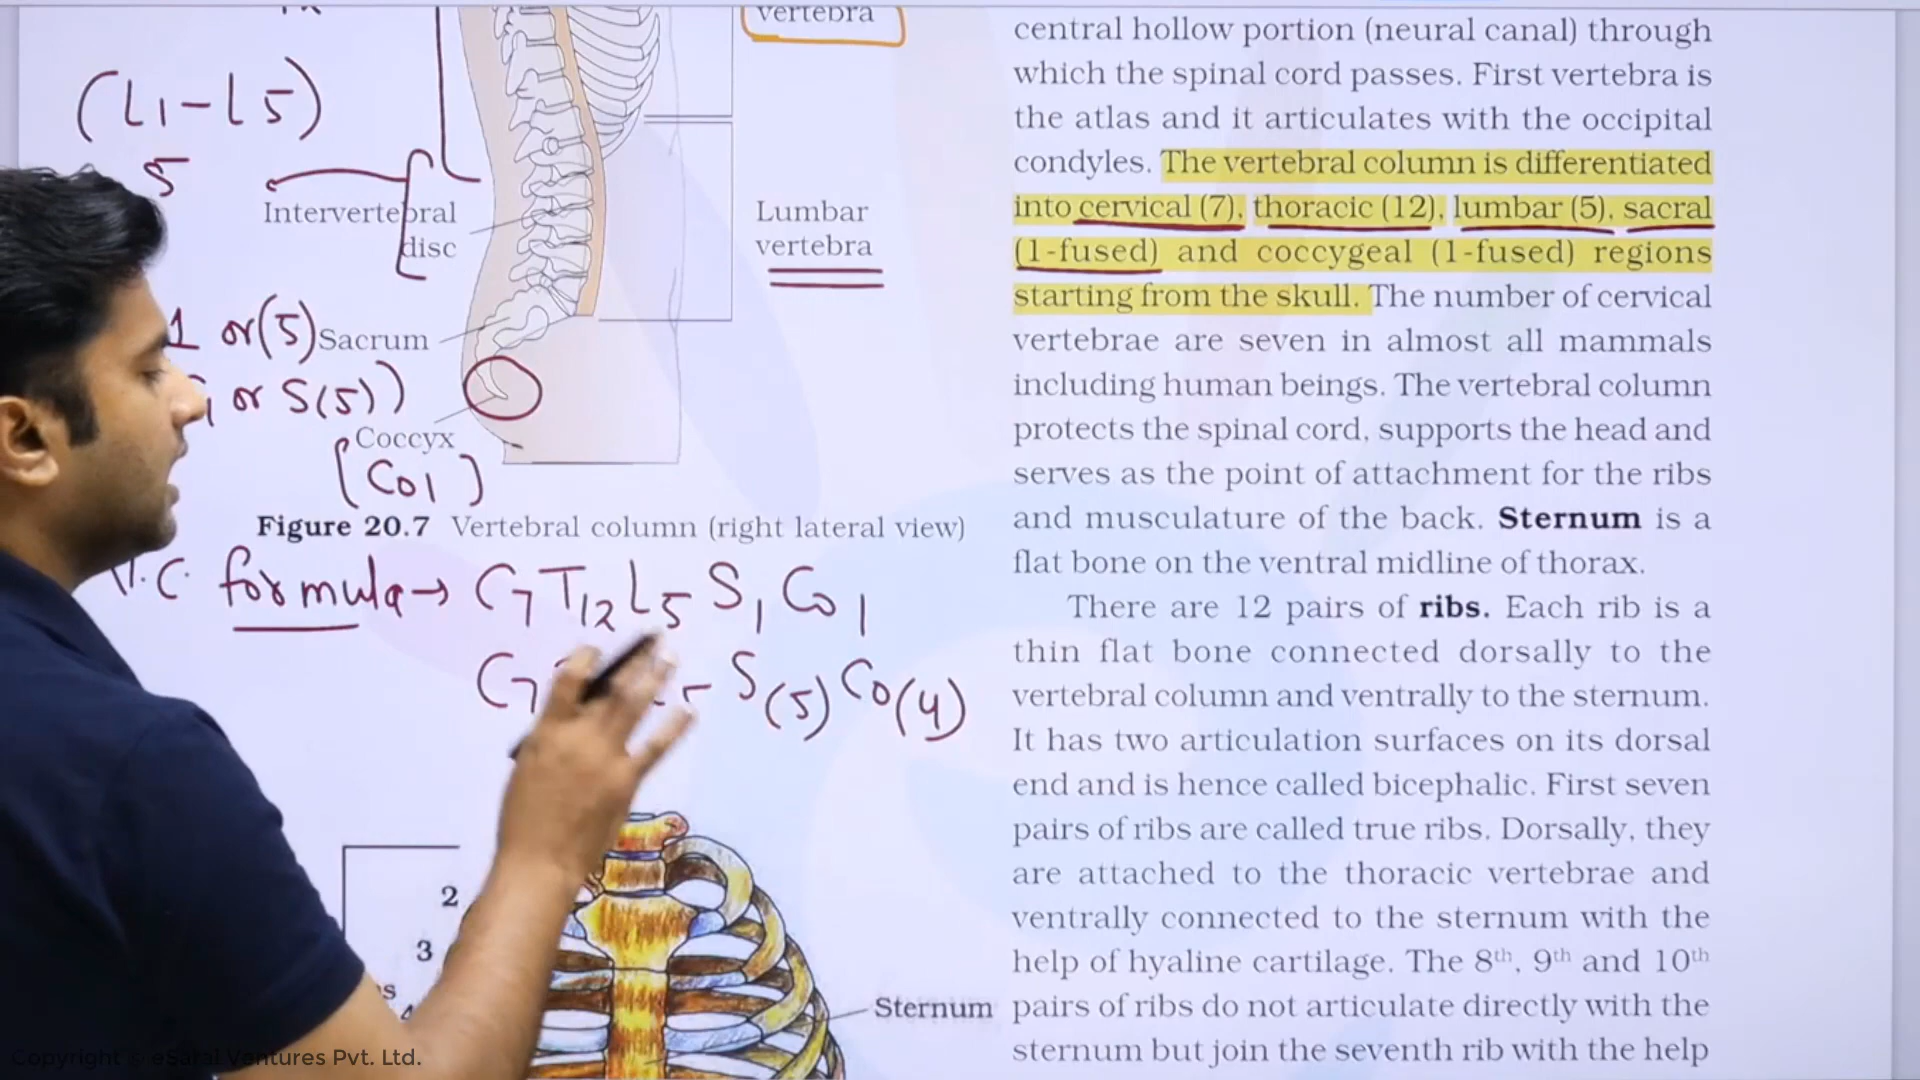 vertebra
(L1-L5)
5
Intervertebral
disc
Lumbar
vertebra
1 or (5)
Sacrum
or S(5))
Coccyx
(Co1)
Figure 20.7 Vertebral column (right lateral view)
V.C. formula → C7 T12 L5 S1 Co1
C7
5 S(5) Co(4)
2
3
Sternum
central hollow portion (neural canal) through
which the spinal cord passes. First vertebra is
the atlas and it articulates with the occipital
condyles. The vertebral column is differentiated
into cervical (7), thoracic (12), lumbar (5), sacral
(1-fused) and coccygeal (1-fused) regions
starting from the skull. The number of cervical
vertebrae are seven in almost all mammals
including human beings. The vertebral column
protects the spinal cord, supports the head and
serves as the point of attachment for the ribs
and musculature of the back. Sternum is a
flat bone on the ventral midline of thorax.
There are 12 pairs of ribs. Each rib is a
thin flat bone connected dorsally to the
vertebral column and ventrally to the sternum.
It has two articulation surfaces on its dorsal
end and is hence called bicephalic. First seven
pairs of ribs are called true ribs. Dorsally, they
are attached to the thoracic vertebrae and
ventrally connected to the sternum with the
help of hyaline cartilage. The 8th, 9th and 10th
pairs of ribs do not articulate directly with the
sternum but join the seventh rib with the help
Copyright © eSaral Ventures Pvt. Ltd.